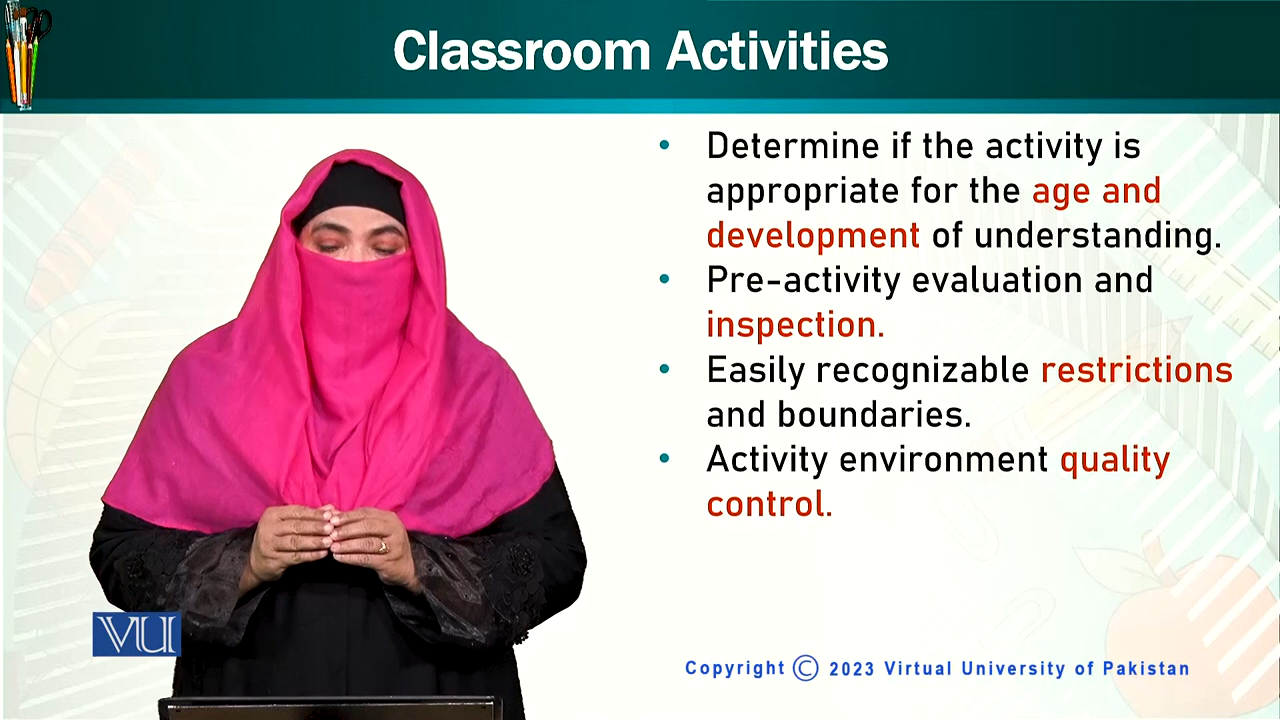 Classroom Activities
• Determine if the activity is
appropriate for the age and
development of understanding.
• Pre-activity evaluation and
inspection.
• Easily recognizable restrictions
and boundaries.
• Activity environment quality
control.
VU
Copyright © 2023 Virtual University of Pakistan